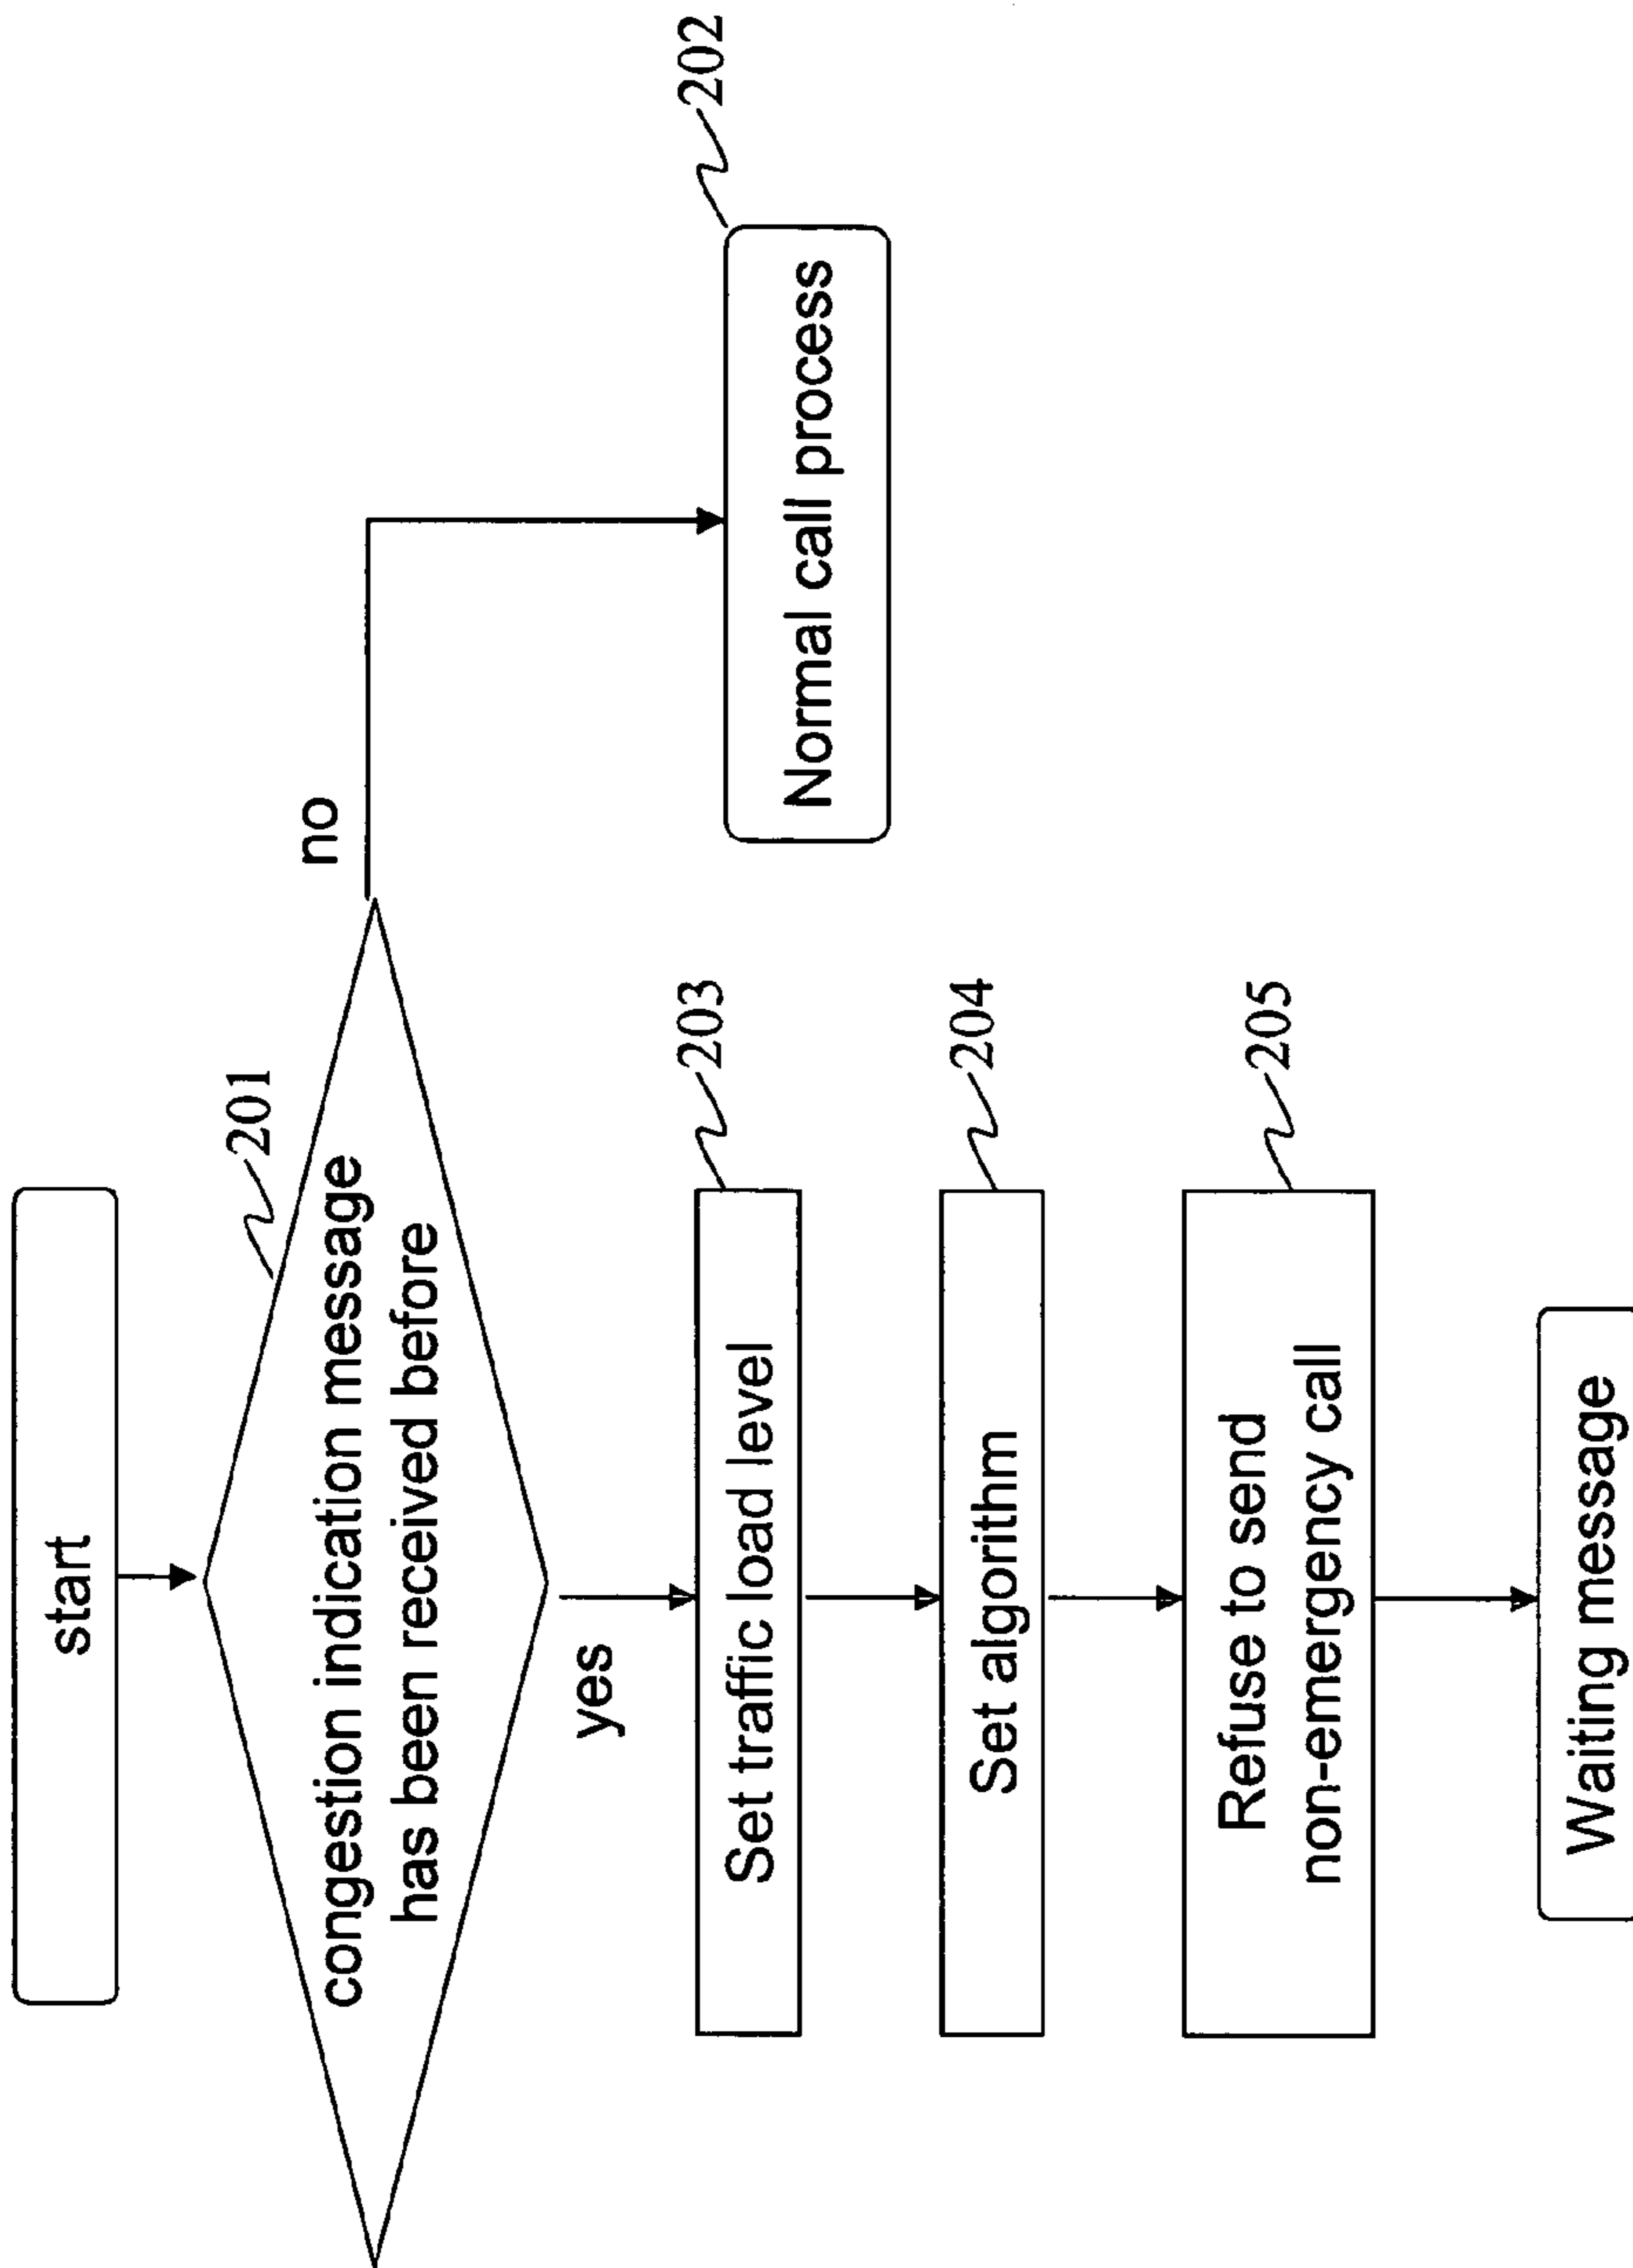 start
201
congestion indication message
has been received before
no
yes
202
Normal call process
203
Set traffic load level
204
Set algorithm
205
Refuse to send
non-emergency call
Waiting message